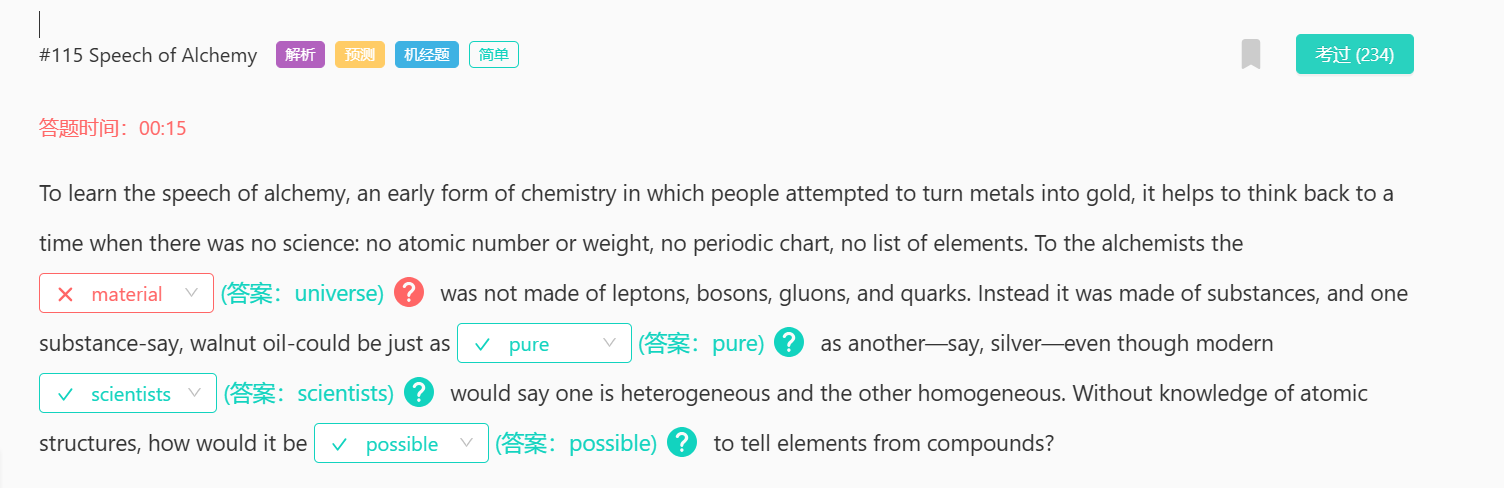 #115 Speech of Alchemy 解析 预测 机经题 简单 考过 (234)
答题时间：00:15
To learn the speech of alchemy, an early form of chemistry in which people attempted to turn metals into gold, it helps to think back to a
time when there was no science: no atomic number or weight, no periodic chart, no list of elements. To the alchemists the
material (答案：universe) ? was not made of leptons, bosons, gluons, and quarks. Instead it was made of substances, and one
substance-say, walnut oil-could be just as pure (答案：pure) ? as another—say, silver—even though modern
scientists (答案：scientists) ? would say one is heterogeneous and the other homogeneous. Without knowledge of atomic
structures, how would it be possible (答案：possible) ? to tell elements from compounds?